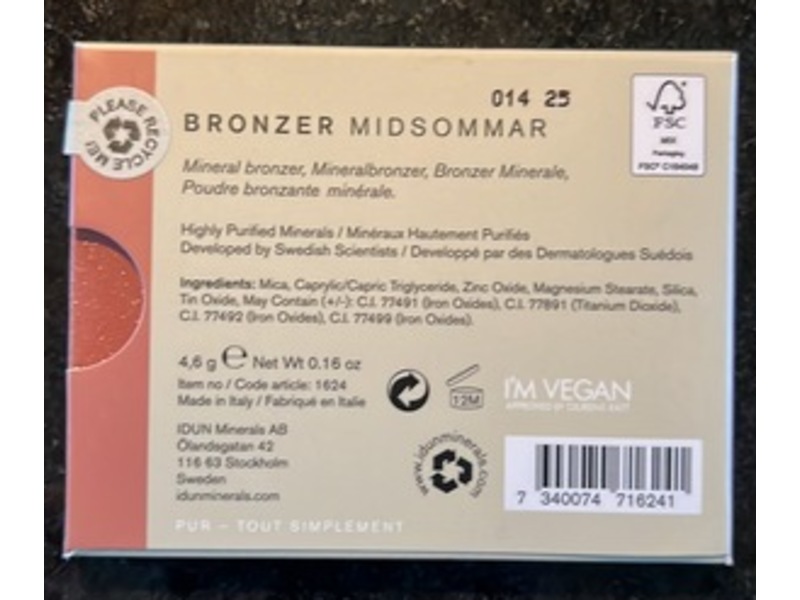 014 25
BRONZER MIDSOMMAR
PLEASE RECYCLE ME!
FSC
MIX
Packaging
Mineral bronzer, Mineralbronzer, Bronzer Minerale,
Poudre bronzante minérale.
Highly Purified Minerals / Minéraux Hautement Purifiés
Developed by Swedish Scientists / Developpé par des Dermatologues Suédois
Ingredients: Mica, Caprylic/Capric Triglyceride, Zinc Oxide, Magnesium Stearate, Silica,
Tin Oxide, May Contain (+/-): C.I. 77491 (Iron Oxides), C.I. 77891 (Titanium Dioxide),
C.I. 77492 (Iron Oxides), C.I. 77499 (Iron Oxides).
4,6 g e Net Wt 0.16 oz
Item no / Code article: 1624
Made in Italy / Fabriqué en Italie
12M
I'M VEGAN
IDUN Minerals AB
Ölandsgatan 42
116 63 Stockholm
Sweden
idunminerals.com
www.idunminerals.com
7 340074 716241
PUR – TOUT SIMPLEMENT